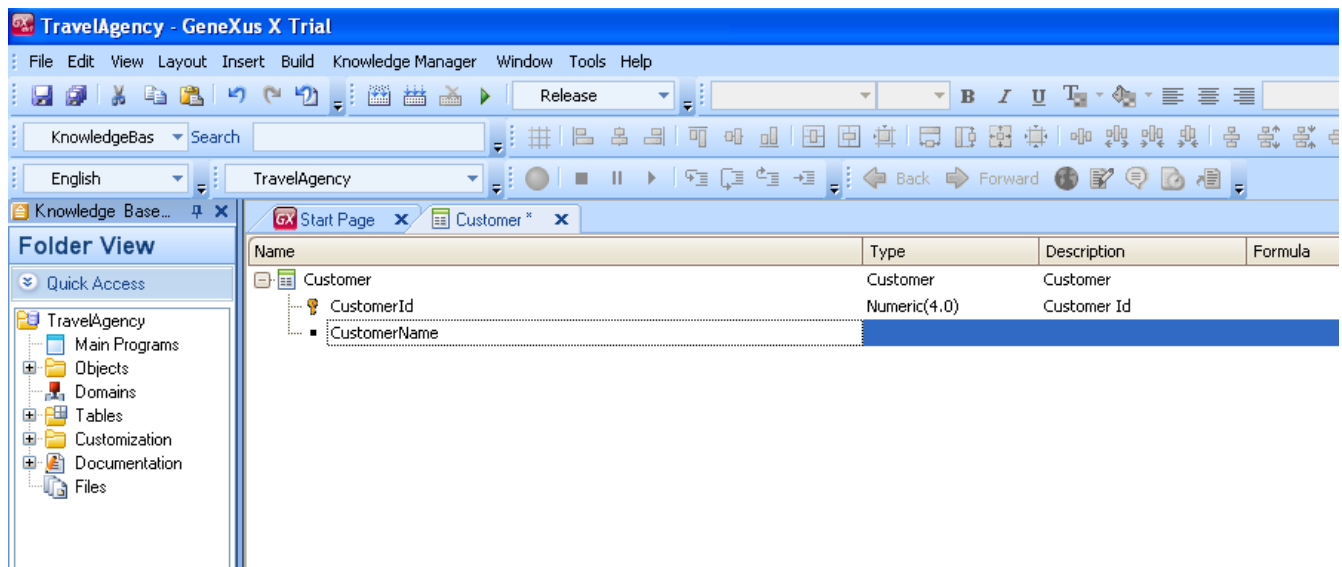 TravelAgency - GeneXus X Trial
File Edit View Layout Insert Build Knowledge Manager Window Tools Help
Release B I U
KnowledgeBas Search
English TravelAgency Back Forward
Knowledge Base... GX Start Page Customer*
Folder View
Name Type Description Formula
Quick Access
Customer Customer Customer
CustomerId Numeric(4.0) Customer Id
TravelAgency
CustomerName
Main Programs
Objects
Domains
Tables
Customization
Documentation
Files